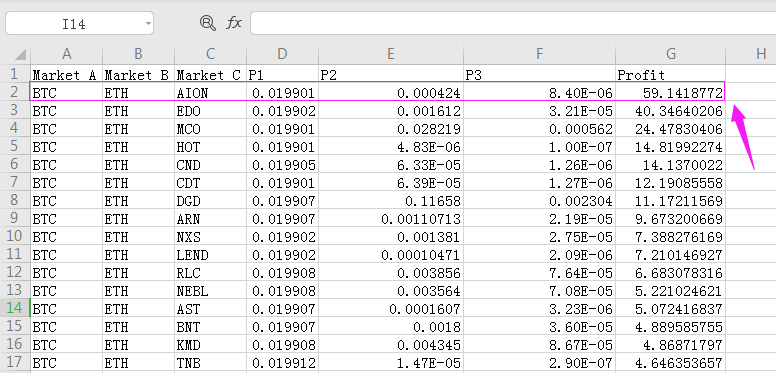 I14 fx
A B C D E F G H
1 Market A Market B Market C P1 P2 P3 Profit
2 BTC ETH AION 0.019901 0.000424 8.40E-06 59.1418772
3 BTC ETH EDO 0.019902 0.001612 3.21E-05 40.34640206
4 BTC ETH MCO 0.019901 0.028219 0.000562 24.47830406
5 BTC ETH HOT 0.019901 4.83E-06 1.00E-07 14.81992274
6 BTC ETH CND 0.019905 6.33E-05 1.26E-06 14.1370022
7 BTC ETH CDT 0.019901 6.39E-05 1.27E-06 12.19085558
8 BTC ETH DGD 0.019907 0.11658 0.002304 11.17211569
9 BTC ETH ARN 0.019907 0.00110713 2.19E-05 9.673200669
10 BTC ETH NXS 0.019902 0.001381 2.75E-05 7.388276169
11 BTC ETH LEND 0.019902 0.00010471 2.09E-06 7.210146927
12 BTC ETH RLC 0.019908 0.003856 7.64E-05 6.683078316
13 BTC ETH NEBL 0.019908 0.003564 7.08E-05 5.221024621
14 BTC ETH AST 0.019907 0.0001607 3.23E-06 5.072416837
15 BTC ETH BNT 0.019907 0.0018 3.60E-05 4.889585755
16 BTC ETH KMD 0.019908 0.004345 8.67E-05 4.86871797
17 BTC ETH TNB 0.019912 1.47E-05 2.90E-07 4.646353657